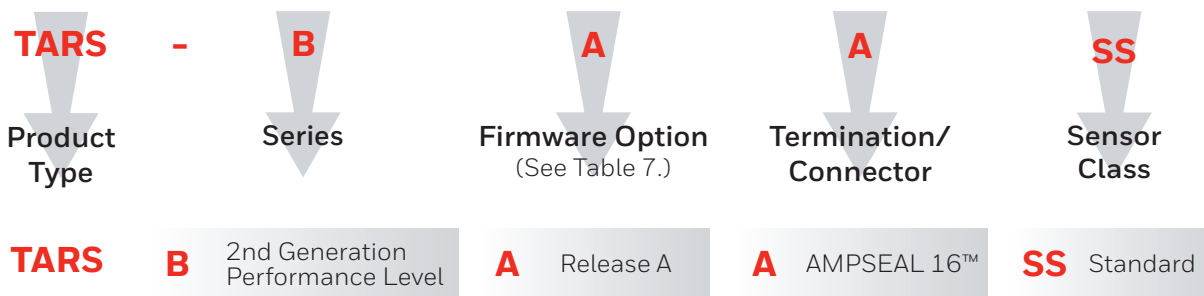 TARS - B A A SS
Product Type
Series
Firmware Option
(See Table 7.)
Termination/
Connector
Sensor
Class
TARS
B 2nd Generation
Performance Level
A Release A
A AMPSEAL 16™
SS Standard